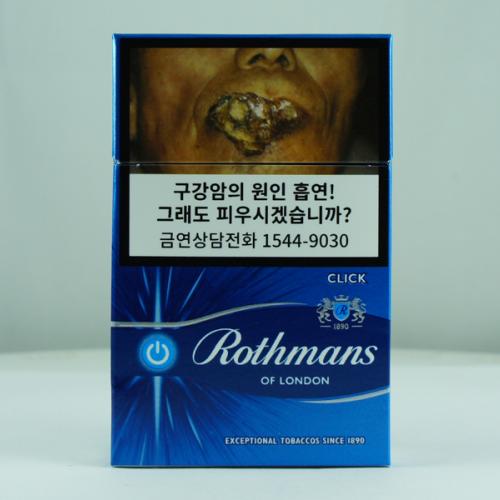 구강암의 원인 흡연!
그래도 피우시겠습니까?
금연상담전화 1544-9030
CLICK
R
1890
Rothmans
OF LONDON
EXCEPTIONAL TOBACCOS SINCE 1890